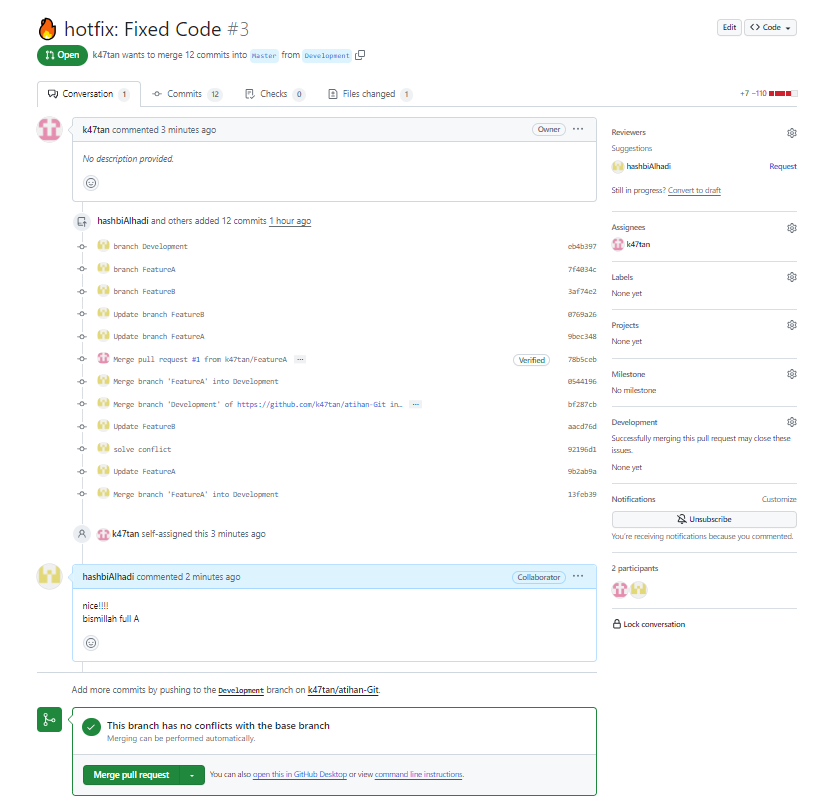 🔥 hotfix: Fixed Code #3
Edit
<> Code
Open
k47tan wants to merge 12 commits into Master from Development
Conversation 1
Commits 12
Checks 0
Files changed 1
+7 −110
k47tan commented 3 minutes ago
Owner
No description provided.
hashbiAlhadi and others added 12 commits 1 hour ago
branch Development eb4b397
branch FeatureA 7f4034c
branch FeatureB 3af74e2
Update branch FeatureB 0769a26
Update branch FeatureA 9bec348
Merge pull request #1 from k47tan/FeatureA … Verified 78b5ceb
Merge branch 'FeatureA' into Development 0544196
Merge branch 'Development' of https://github.com/k47tan/atihan-Git in… … bf287cb
Update FeatureB aacd76d
solve conflict 92196d1
Update FeatureA 9b2ab9a
Merge branch 'FeatureA' into Development 13feb39
k47tan self-assigned this 3 minutes ago
hashbiAlhadi commented 2 minutes ago
Collaborator
nice!!!!
bismillah full A
Add more commits by pushing to the Development branch on k47tan/atihan-Git.
This branch has no conflicts with the base branch
Merging can be performed automatically.
Merge pull request
You can also open this in GitHub Desktop or view command line instructions.
Reviewers
Suggestions
hashbiAlhadi
Request
Still in progress? Convert to draft
Assignees
k47tan
Labels
None yet
Projects
None yet
Milestone
No milestone
Development
Successfully merging this pull request may close these
issues.
None yet
Notifications
Customize
Unsubscribe
You're receiving notifications because you commented.
2 participants
Lock conversation